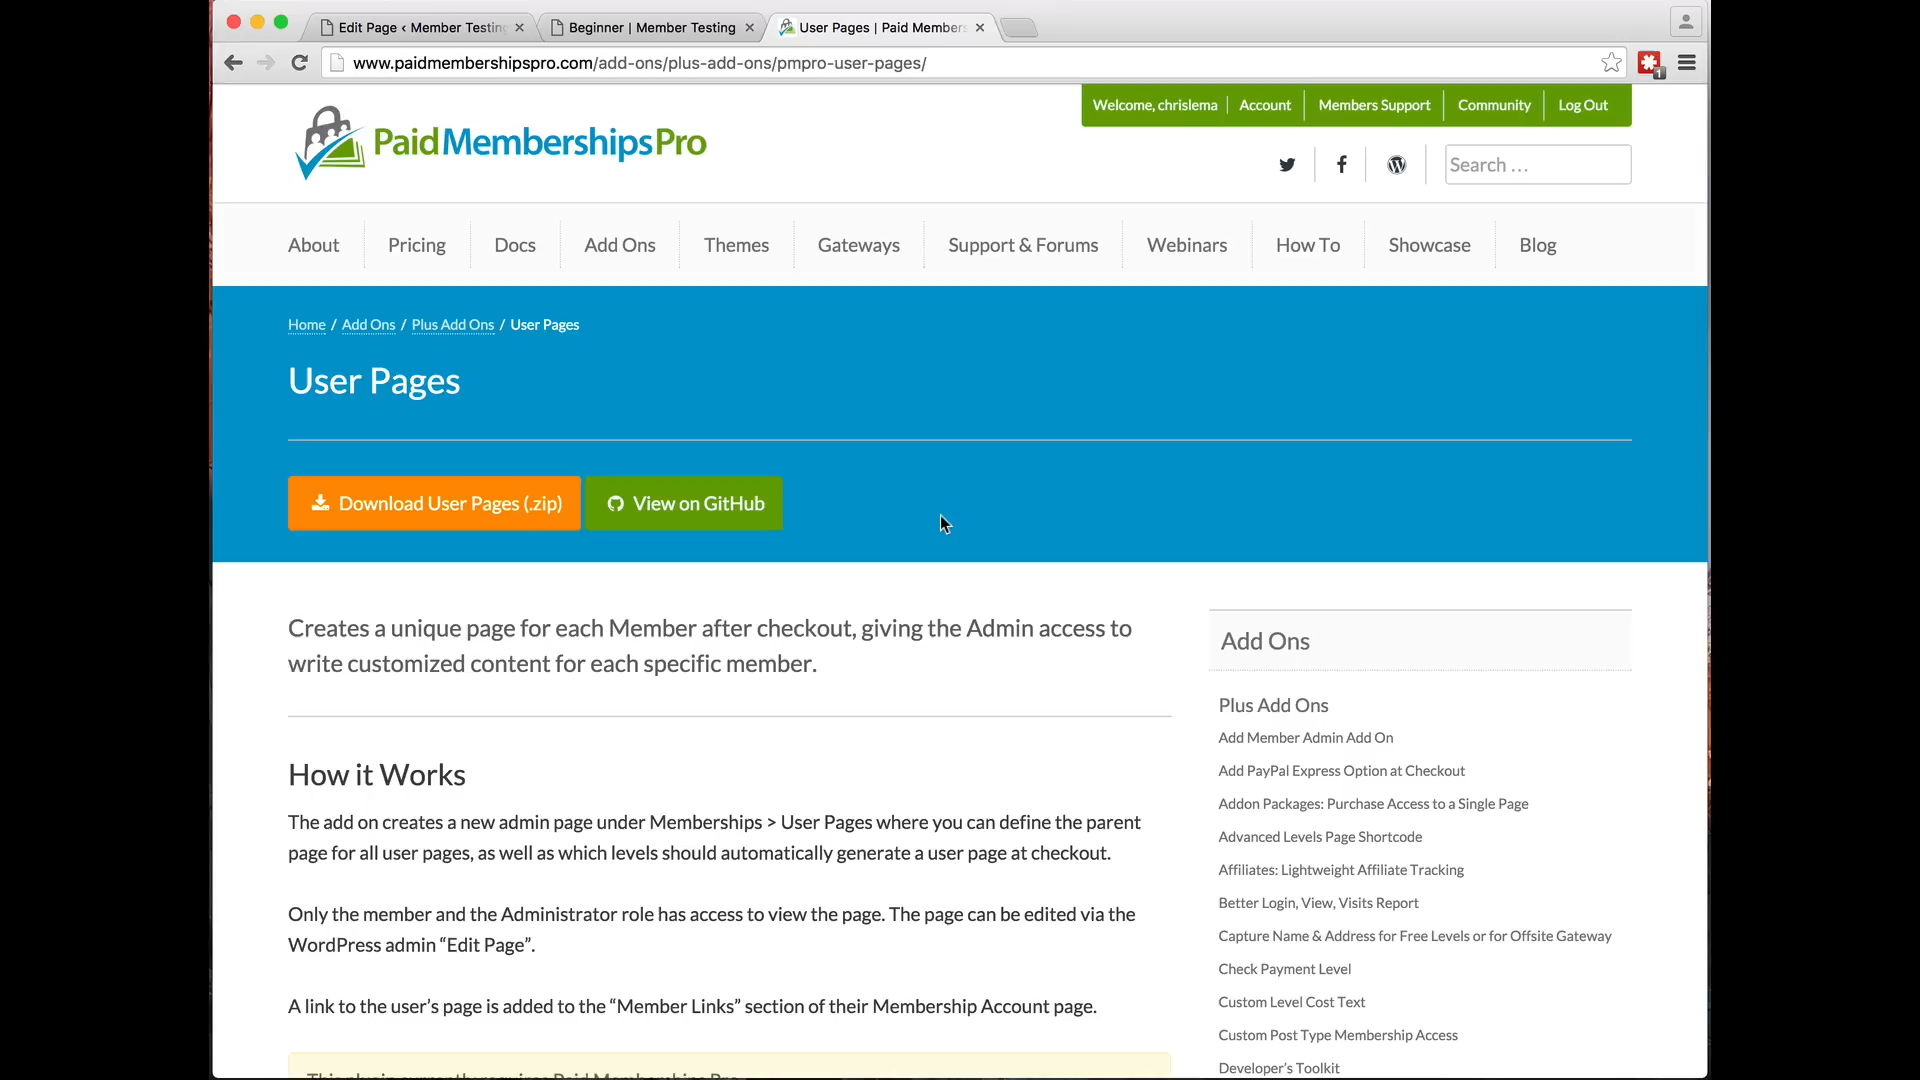 Edit Page ‹ Member Testing
Beginner | Member Testing
User Pages | Paid Members
www.paidmembershipspro.com/add-ons/plus-add-ons/pmpro-user-pages/
1
Welcome, chrislema
Account
Members Support
Community
Log Out
PaidMembershipsPro
Search …
About
Pricing
Docs
Add Ons
Themes
Gateways
Support & Forums
Webinars
How To
Showcase
Blog
Home / Add Ons / Plus Add Ons / User Pages
User Pages
Download User Pages (.zip)
View on GitHub
Creates a unique page for each Member after checkout, giving the Admin access to
write customized content for each specific member.
How it Works
The add on creates a new admin page under Memberships > User Pages where you can define the parent
page for all user pages, as well as which levels should automatically generate a user page at checkout.
Only the member and the Administrator role has access to view the page. The page can be edited via the
WordPress admin “Edit Page”.
A link to the user’s page is added to the “Member Links” section of their Membership Account page.
This plugin currently requires Paid Memberships Pro
Add Ons
Plus Add Ons
Add Member Admin Add On
Add PayPal Express Option at Checkout
Addon Packages: Purchase Access to a Single Page
Advanced Levels Page Shortcode
Affiliates: Lightweight Affiliate Tracking
Better Login, View, Visits Report
Capture Name & Address for Free Levels or for Offsite Gateway
Check Payment Level
Custom Level Cost Text
Custom Post Type Membership Access
Developer’s Toolkit